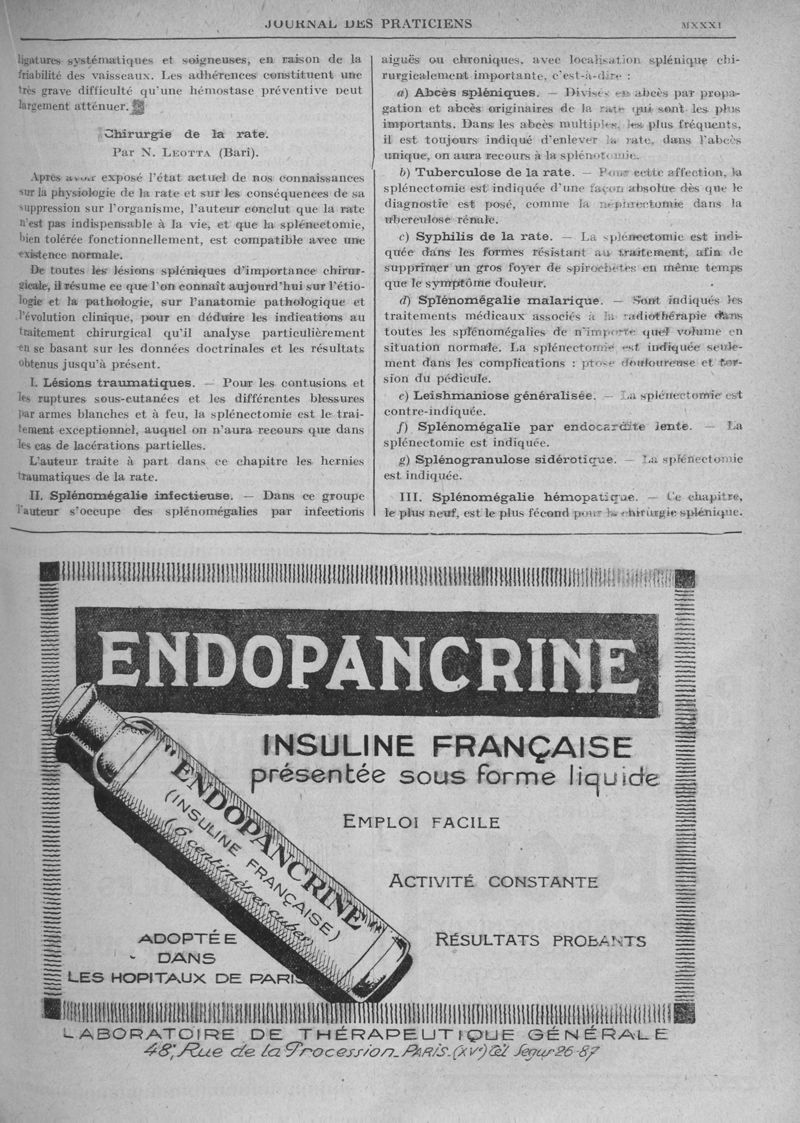 JOURNAL DES PRATICIENS
MXXXI
ligatures systématiques et soigneuses, en raison de la
friabilité des vaisseaux. Les adhérences constituent une
très grave difficulté qu'une hémostase préventive peut
largement atténuer.
Chirurgie de la rate.
Par N. LEOTTA (Bari).
Après avoir exposé l'état actuel de nos connaissances
sur la physiologie de la rate et sur les conséquences de sa
suppression sur l'organisme, l'auteur conclut que la rate
n'est pas indispensable à la vie, et que la splénectomie,
bien tolérée fonctionnellement, est compatible avec une
existence normale.
De toutes les lésions spléniques d'importance chirur-
gicale, il résume ce que l'on connaît aujourd'hui sur l'étio-
logie et la pathologie, sur l'anatomie pathologique et
l'évolution clinique, pour en déduire les indications au
traitement chirurgical qu'il analyse particulièrement
en se basant sur les données doctrinales et les résultats
obtenus jusqu'à présent.
I. Lésions traumatiques. — Pour les contusions et
les ruptures sous-cutanées et les différentes blessures
par armes blanches et à feu, la splénectomie est le trai-
tement exceptionnel, auquel on n'aura recours que dans
les cas de lacérations partielles.
L'auteur traite à part dans ce chapitre les hernies
traumatiques de la rate.
II. Splénomégalie infectieuse. — Dans ce groupe
l'auteur s'occupe des splénomégalies par infections
aiguës ou chroniques, avec localisation splénique chi-
rurgicalement importante, c'est-à-dire :
a) Abcès spléniques. — Divisés en abcès par propa-
gation et abcès originaires de la rate qui sont les plus
importants. Dans les abcès multiples, les plus fréquents,
il est toujours indiqué d'enlever la rate, dans l'abcès
unique, on aura recours à la splénotomie.
b) Tuberculose de la rate. — Pour cette affection, la
splénectomie est indiquée d'une façon absolue dès que le
diagnostic est posé, comme la néphrectomie dans la
tuberculose rénale.
c) Syphilis de la rate. — La splénectomie est indi-
quée dans les formes résistant au traitement, afin de
supprimer un gros foyer de spirochètes en même temps
que le symptôme douleur.
d) Splénomégalie malarique. — Sont indiqués les
traitements médicaux associés à la radiothérapie dans
toutes les splénomégalies de n'importe quel volume en
situation normale. La splénectomie est indiquée seule-
ment dans les complications : ptose douloureuse et tor-
sion du pédicule.
e) Leishmaniose généralisée. — La splénectomie est
contre-indiquée.
f) Splénomégalie par endocardite lente. — La
splénectomie est indiquée.
g) Splénogranulose sidérotique. — La splénectomie
est indiquée.
III. Splénomégalie hémopatique. — Ce chapitre,
le plus neuf, est le plus fécond pour la chirurgie splénique.
ENDOPANCRINE
INSULINE FRANÇAISE
présentée sous forme liquide
"ENDOPANCRINE"
(INSULINE FRANÇAISE)
(6 centimètres cubes)
EMPLOI FACILE
ACTIVITÉ CONSTANTE
RÉSULTATS PROBANTS
ADOPTÉE
DANS
LES HOPITAUX DE PARIS
LABORATOIRE DE THÉRAPEUTIQUE GÉNÉRALE
48, Rue de la Procession_PARIS_(XVe) Tél Segur 26-87